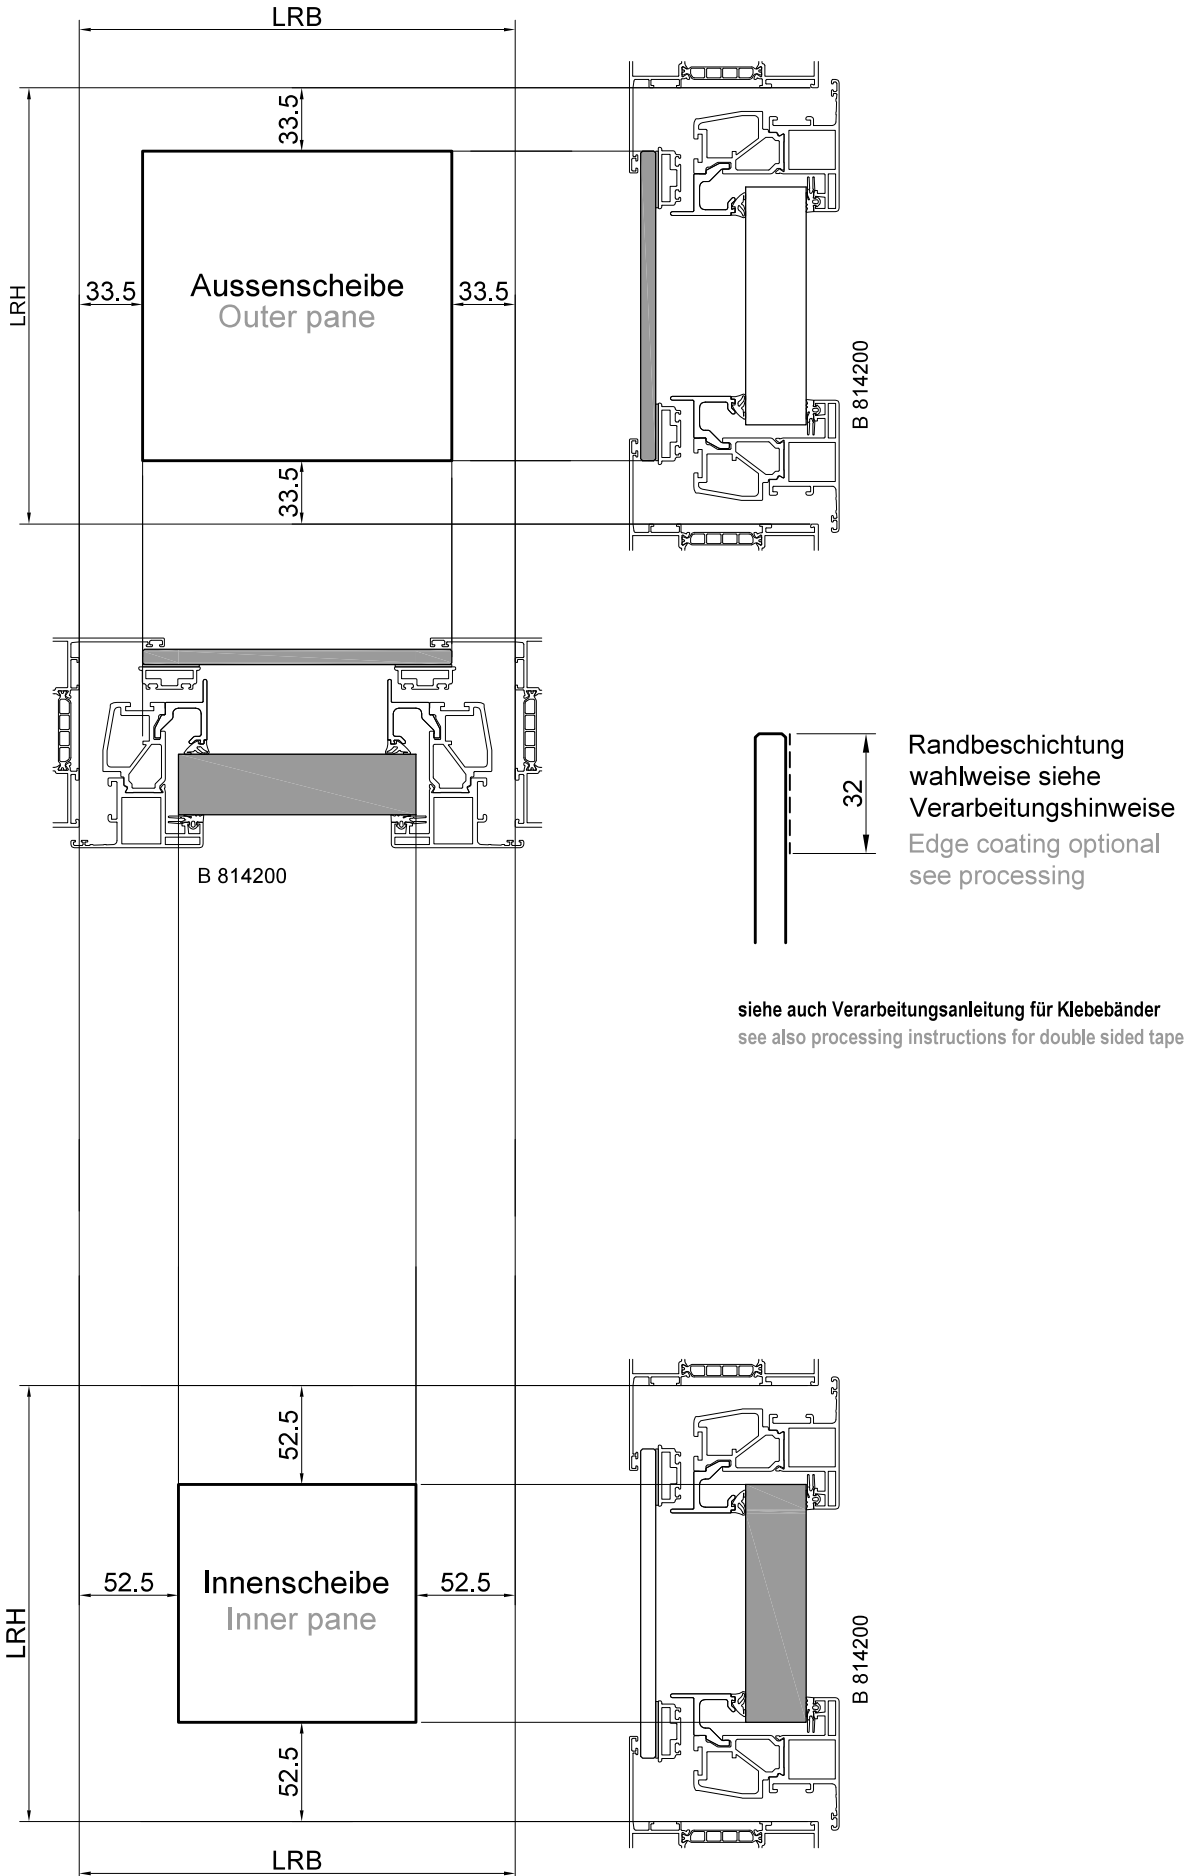 LRB
33.5
LRH
33.5
Aussenscheibe
Outer pane
33.5
33.5
B 814200
B 814200
32
Randbeschichtung
wahlweise siehe
Verarbeitungshinweise
Edge coating optional
see processing
siehe auch Verarbeitungsanleitung für Klebebänder
see also processing instructions for double sided tape
52.5
LRH
52.5
Innenscheibe
Inner pane
52.5
52.5
B 814200
LRB